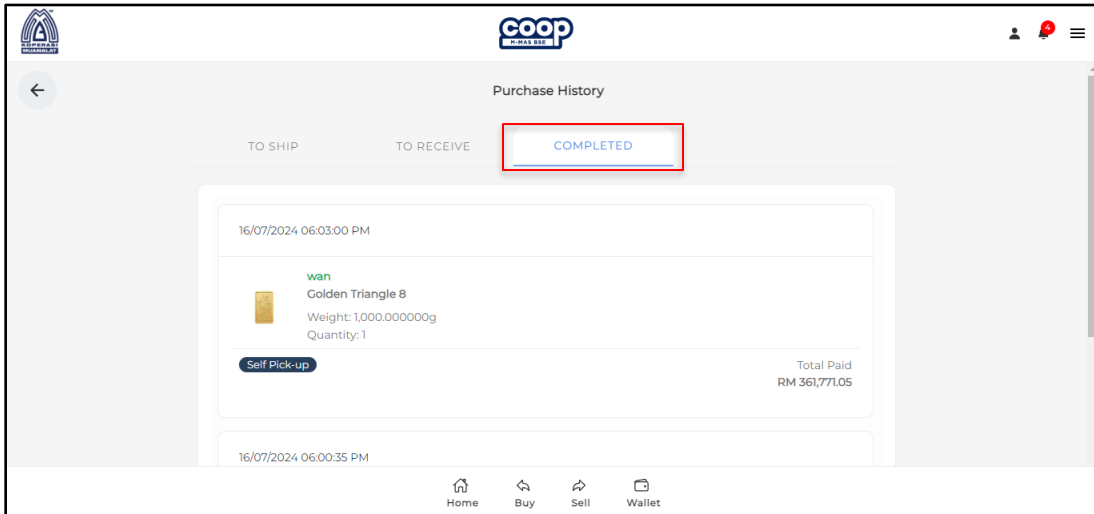 KOPERASI
MUAMALAT
coop
M-MAS BSE
4
Purchase History
TO SHIP
TO RECEIVE
COMPLETED
16/07/2024 06:03:00 PM
wan
Golden Triangle 8
Weight: 1,000.000000g
Quantity: 1
Self Pick-up
Total Paid
RM 361,771.05
16/07/2024 06:00:35 PM
Home
Buy
Sell
Wallet